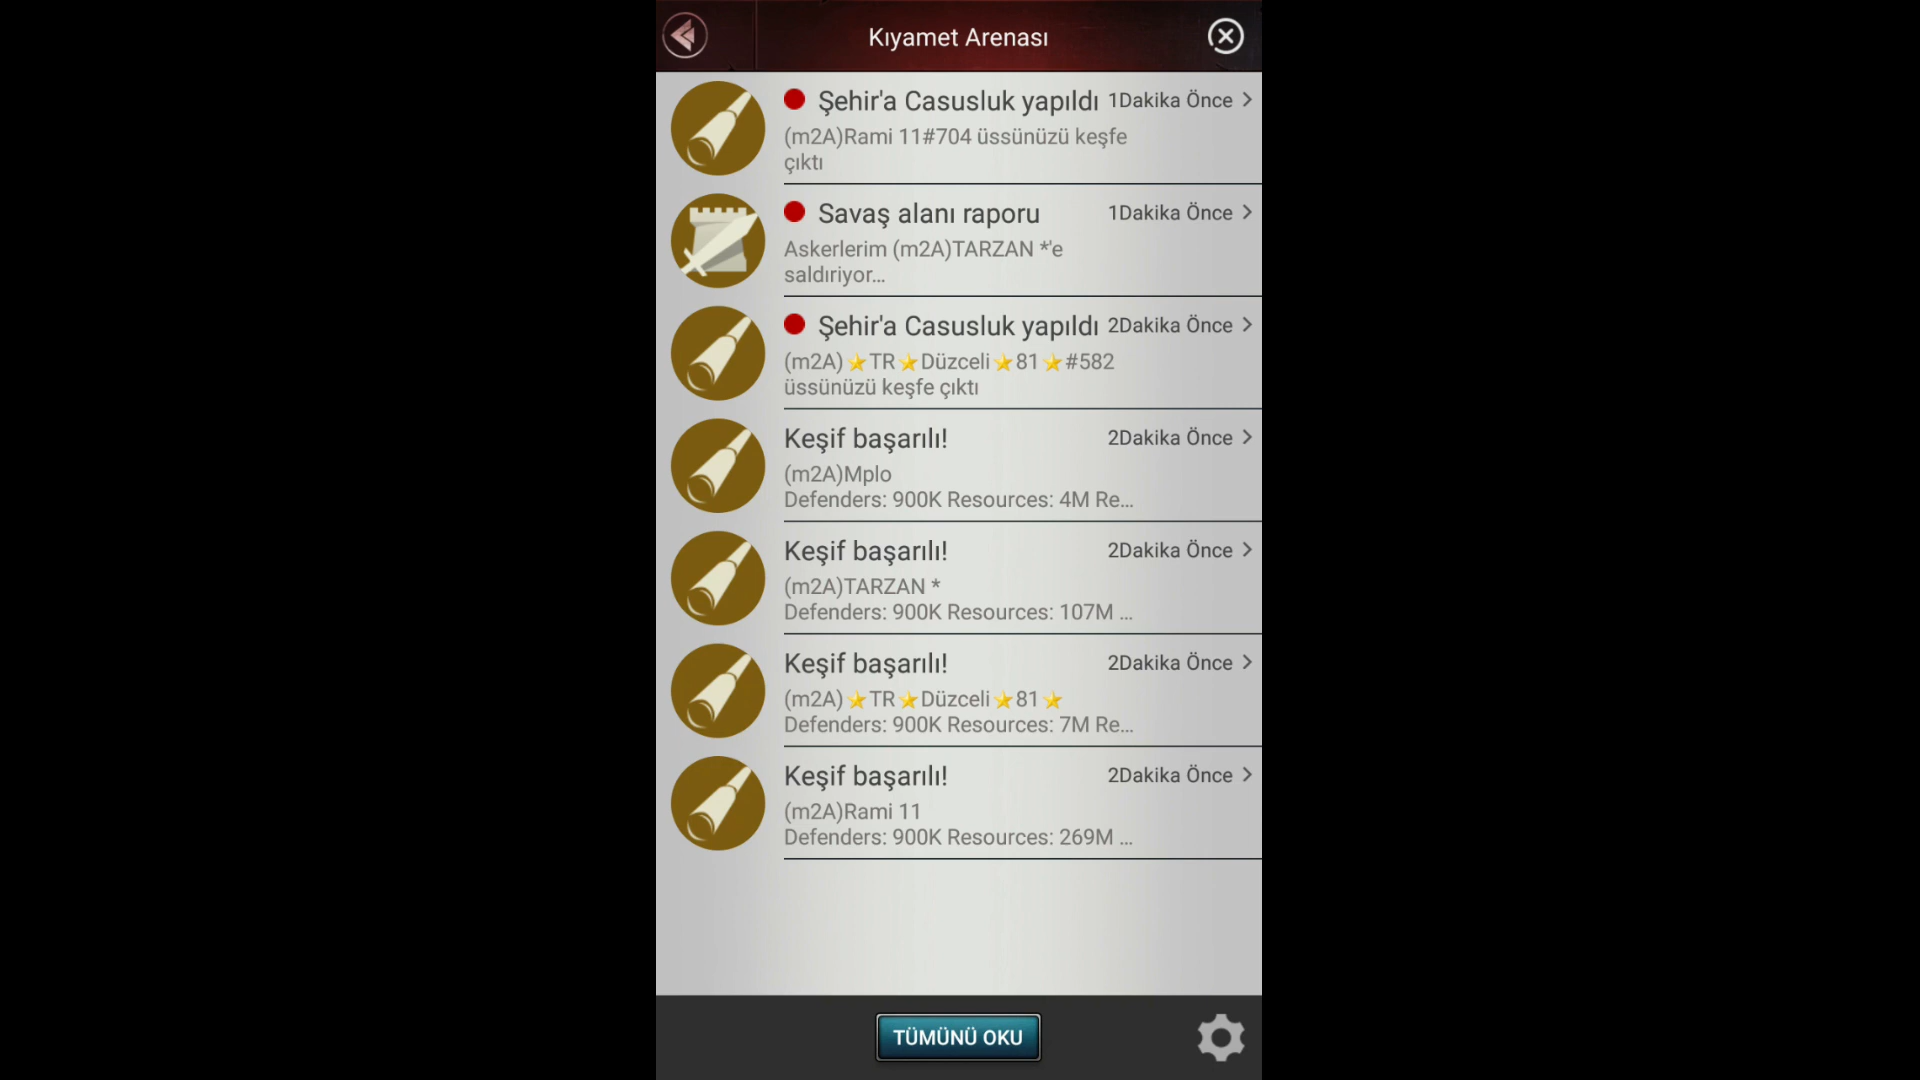 Kıyamet Arenası
Şehir'a Casusluk yapıldı 1Dakika Önce
(m2A)Rami 11#704 üssünüzü keşfe
çıktı
Savaş alanı raporu 1Dakika Önce
Askerlerim (m2A)TARZAN *'e
saldırıyor...
Şehir'a Casusluk yapıldı 2Dakika Önce
(m2A)⭐TR⭐Düzceli⭐81⭐#582
üssünüzü keşfe çıktı
Keşif başarılı! 2Dakika Önce
(m2A)Mplo
Defenders: 900K Resources: 4M Re...
Keşif başarılı! 2Dakika Önce
(m2A)TARZAN *
Defenders: 900K Resources: 107M ...
Keşif başarılı! 2Dakika Önce
(m2A)⭐TR⭐Düzceli⭐81⭐
Defenders: 900K Resources: 7M Re...
Keşif başarılı! 2Dakika Önce
(m2A)Rami 11
Defenders: 900K Resources: 269M ...
TÜMÜNÜ OKU